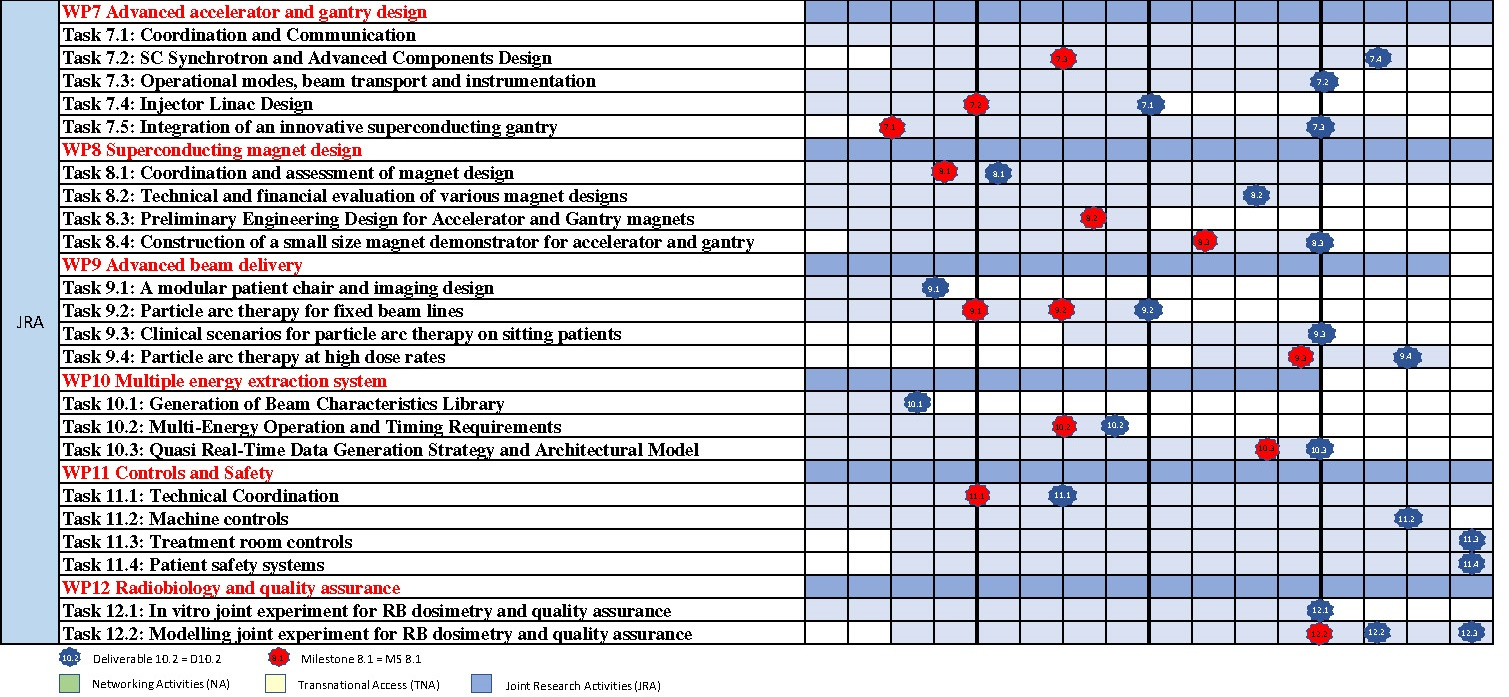 WP7 Advanced accelerator and gantry design
Task 7.1: Coordination and Communication
Task 7.2: SC Synchrotron and Advanced Components Design 7.3 7.4
Task 7.3: Operational modes, beam transport and instrumentation 7.2
Task 7.4: Injector Linac Design 7.2 7.1
Task 7.5: Integration of an innovative superconducting gantry 7.1 7.3
WP8 Superconducting magnet design
Task 8.1: Coordination and assessment of magnet design 8.1 8.1
Task 8.2: Technical and financial evaluation of various magnet designs 8.2
Task 8.3: Preliminary Engineering Design for Accelerator and Gantry magnets 8.2
Task 8.4: Construction of a small size magnet demonstrator for accelerator and gantry 8.3 8.3
WP9 Advanced beam delivery
Task 9.1: A modular patient chair and imaging design 9.1
Task 9.2: Particle arc therapy for fixed beam lines 9.1 9.2 9.2
JRA
Task 9.3: Clinical scenarios for particle arc therapy on sitting patients 9.3
Task 9.4: Particle arc therapy at high dose rates 9.3 9.4
WP10 Multiple energy extraction system
Task 10.1: Generation of Beam Characteristics Library 10.1
Task 10.2: Multi-Energy Operation and Timing Requirements 10.2 10.2
Task 10.3: Quasi Real-Time Data Generation Strategy and Architectural Model 10.3 10.3
WP11 Controls and Safety
Task 11.1: Technical Coordination 11.1 11.1
Task 11.2: Machine controls 11.2
Task 11.3: Treatment room controls 11.3
Task 11.4: Patient safety systems 11.4
WP12 Radiobiology and quality assurance
Task 12.1: In vitro joint experiment for RB dosimetry and quality assurance 12.1
Task 12.2: Modelling joint experiment for RB dosimetry and quality assurance 12.2 12.2 12.3
10.2 Deliverable 10.2 = D10.2 8.1 Milestone 8.1 = MS 8.1
Networking Activities (NA) Transnational Access (TNA) Joint Research Activities (JRA)